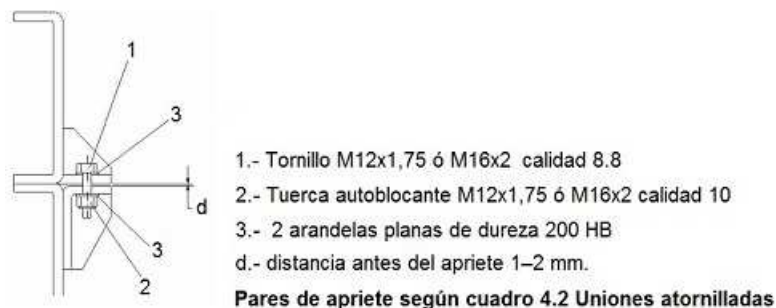 1
3
1.- Tornillo M12x1,75 ó M16x2 calidad 8.8
2.- Tuerca autoblocante M12x1,75 ó M16x2 calidad 10
d
3.- 2 arandelas planas de dureza 200 HB
3
d.- distancia antes del apriete 1–2 mm.
2
Pares de apriete según cuadro 4.2 Uniones atornilladas